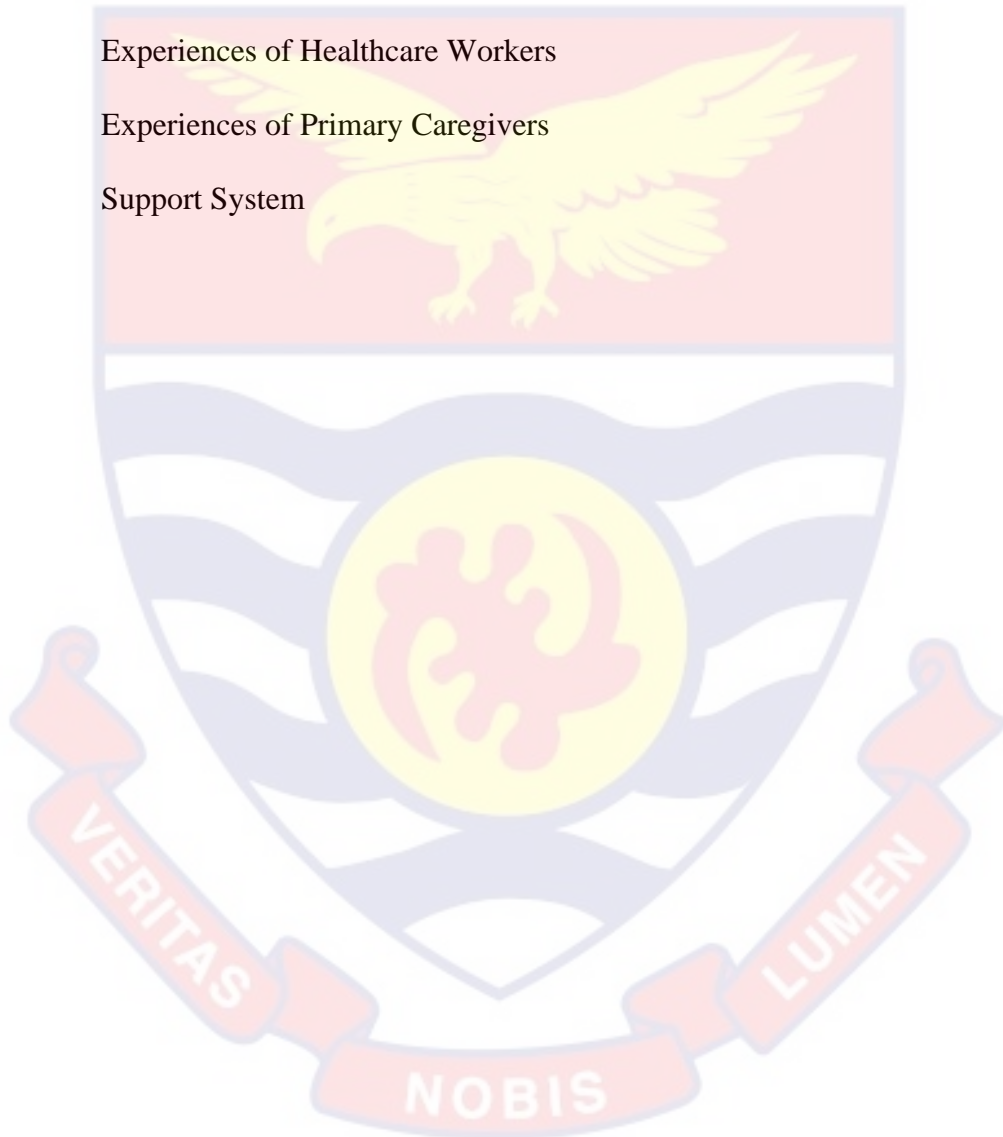 Experiences of Healthcare Workers
Experiences of Primary Caregivers
Support System
VERITAS
NOBIS
LUMEN